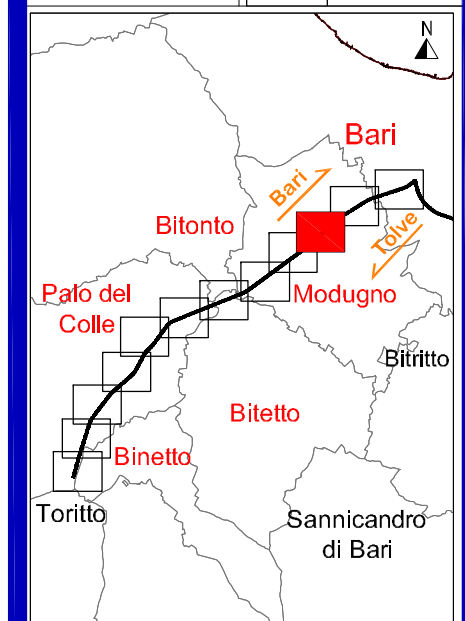 N
Bari
Bari
Tolve
Bitonto
Modugno
Palo del
Colle
Bitritto
Bitetto
Binetto
Toritto
Sannicandro
di Bari